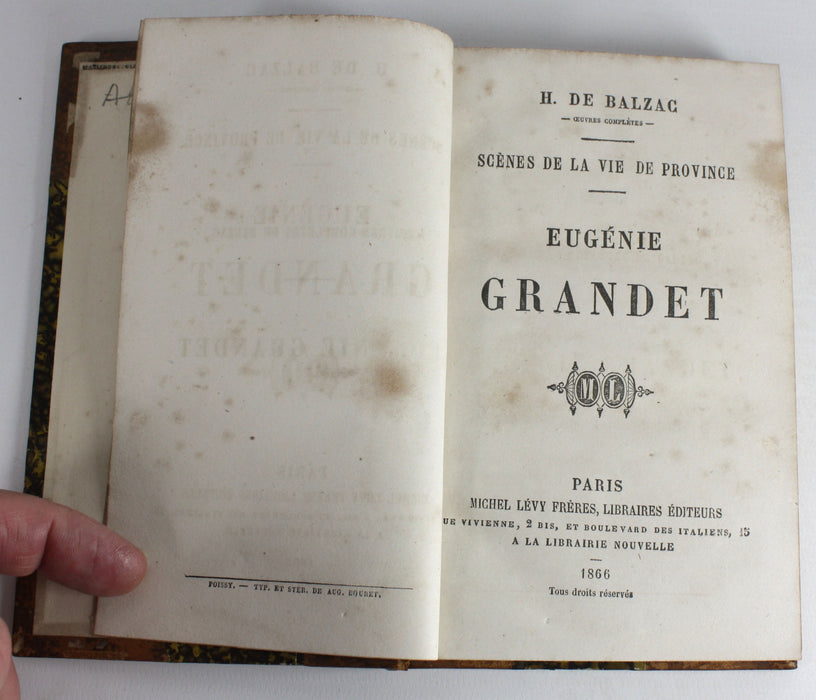 POISSY. — TYP. ET STER. DE AUG. BOURET.
H. DE BALZAC
— ŒUVRES COMPLÈTES —
SCÈNES DE LA VIE DE PROVINCE
EUGÉNIE
GRANDET
ML
PARIS
MICHEL LÉVY FRÈRES, LIBRAIRES ÉDITEURS
UE VIVIENNE, 2 BIS, ET BOULEVARD DES ITALIENS, 15
A LA LIBRAIRIE NOUVELLE
1866
Tous droits réservés